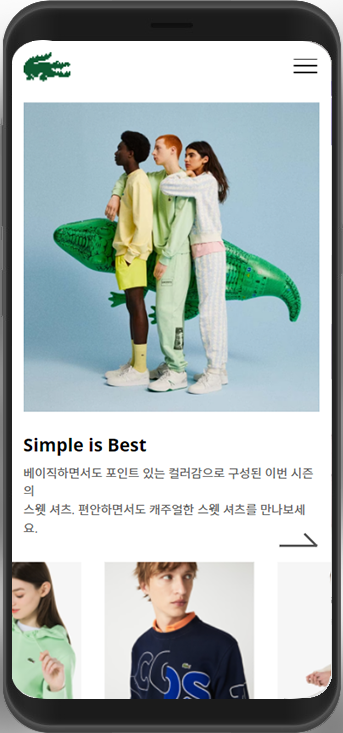 Simple is Best
베이직하면서도 포인트 있는 컬러감으로 구성된 이번 시즌
의
스웻 셔츠. 편안하면서도 캐주얼한 스웻 셔츠를 만나보세
요.